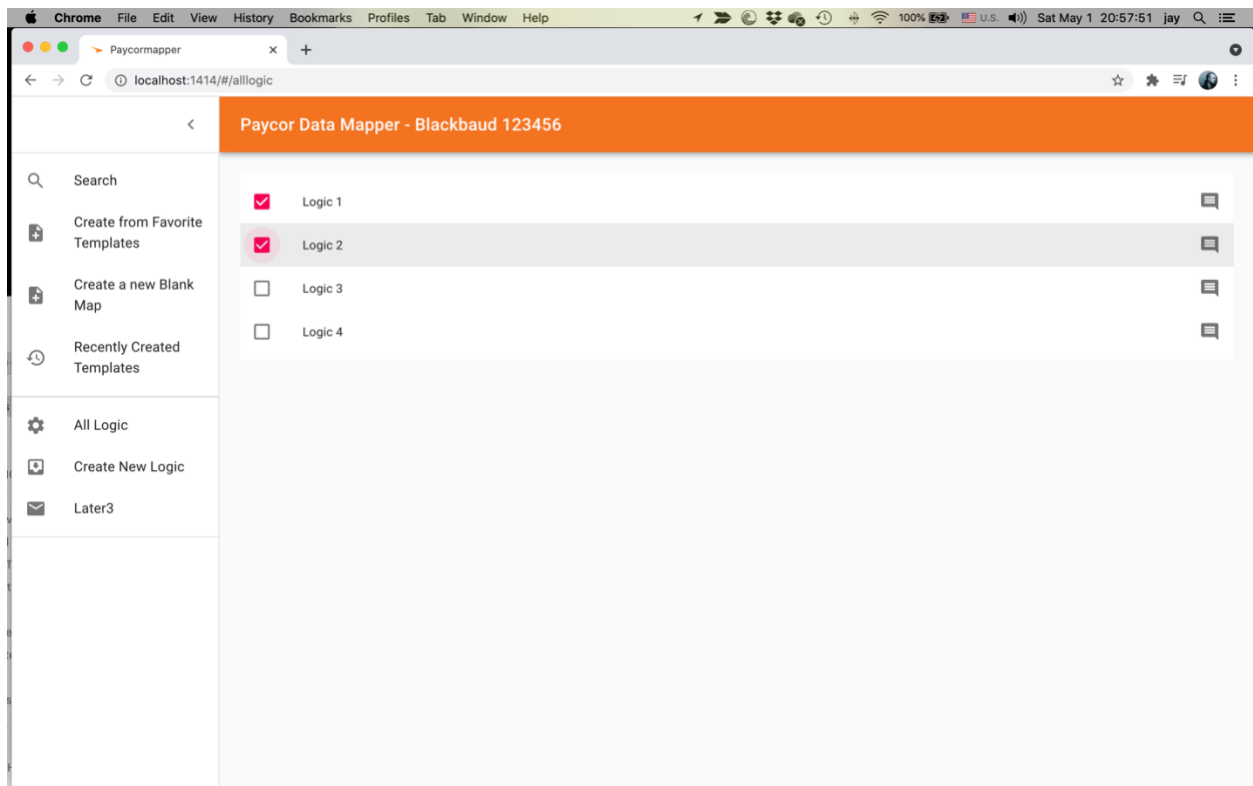 Chrome File Edit View History Bookmarks Profiles Tab Window Help 100% U.S. Sat May 1 20:57:51 jay
Paycormapper
localhost:1414/#/alllogic
Paycor Data Mapper - Blackbaud 123456
Search
Create from Favorite
Templates
Create a new Blank
Map
Recently Created
Templates
All Logic
Create New Logic
Later3
Logic 1
Logic 2
Logic 3
Logic 4